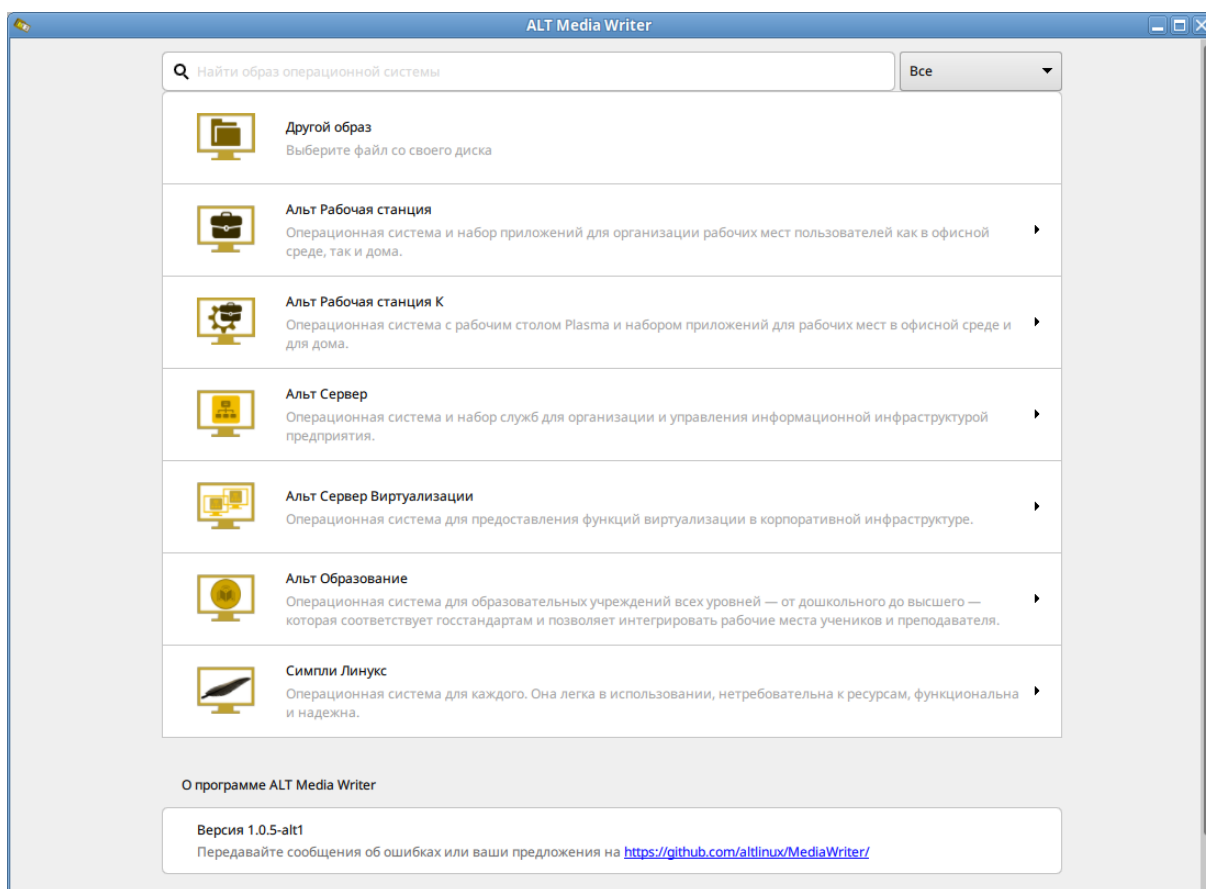 ALT Media Writer
Найти образ операционной системы
Все
Другой образ
Выберите файл со своего диска
Альт Рабочая станция
Операционная система и набор приложений для организации рабочих мест пользователей как в офисной
среде, так и дома.
Альт Рабочая станция К
Операционная система с рабочим столом Plasma и набором приложений для рабочих мест в офисной среде и
для дома.
Альт Сервер
Операционная система и набор служб для организации и управления информационной инфраструктурой
предприятия.
Альт Сервер Виртуализации
Операционная система для предоставления функций виртуализации в корпоративной инфраструктуре.
Альт Образование
Операционная система для образовательных учреждений всех уровней — от дошкольного до высшего —
которая соответствует госстандартам и позволяет интегрировать рабочие места учеников и преподавателя.
Симпли Линукс
Операционная система для каждого. Она легка в использовании, нетребовательна к ресурсам, функциональна
и надежна.
О программе ALT Media Writer
Версия 1.0.5-alt1
Передавайте сообщения об ошибках или ваши предложения на https://github.com/altlinux/MediaWriter/